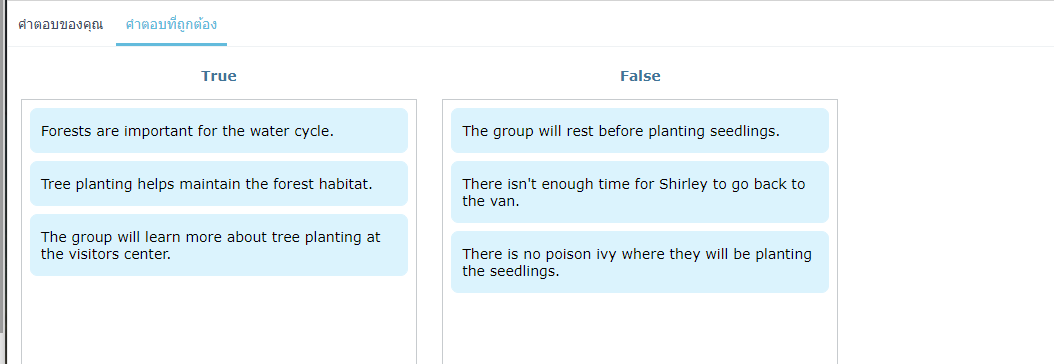 คำตอบของคุณ
คำตอบที่ถูกต้อง
True
Forests are important for the water cycle.
Tree planting helps maintain the forest habitat.
The group will learn more about tree planting at
the visitors center.
False
The group will rest before planting seedlings.
There isn't enough time for Shirley to go back to
the van.
There is no poison ivy where they will be planting
the seedlings.